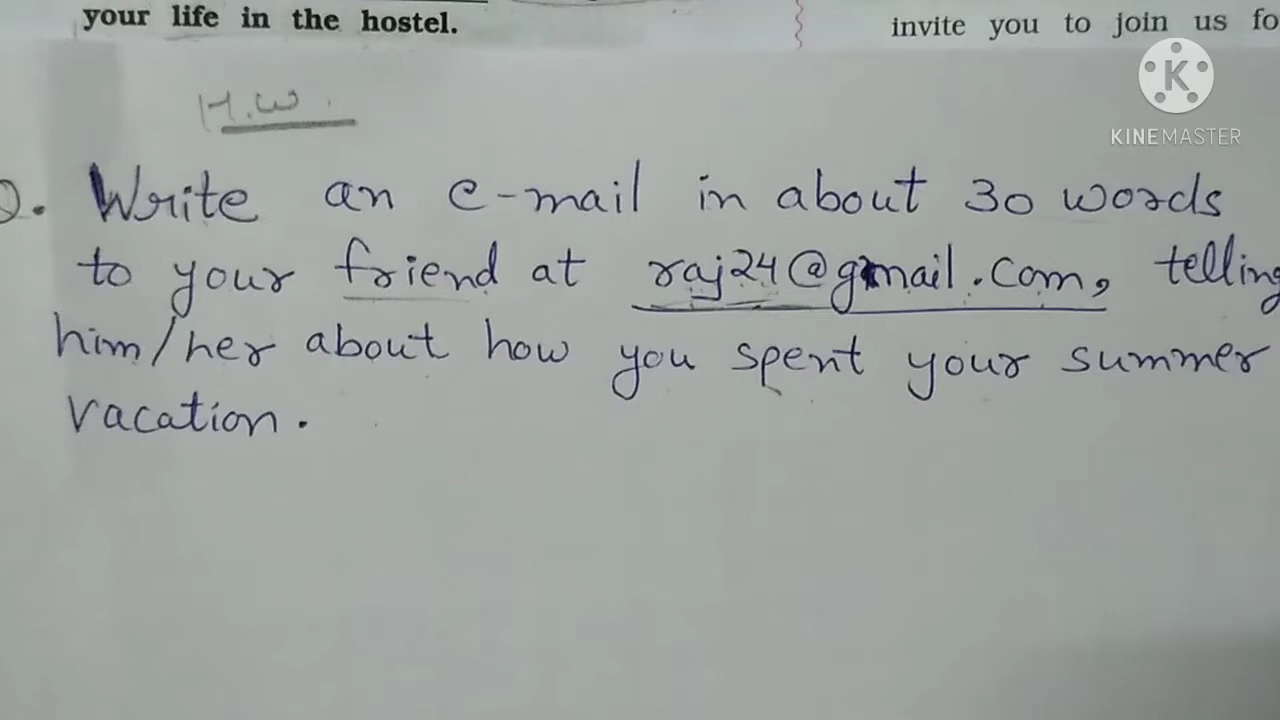 your life in the hostel.
invite you to join us fo
K
KINEMASTER
H.W.
Q. Write an e-mail in about 30 words
to your friend at raj24@gmail.com, telling
him/her about how you spent your summer
vacation.